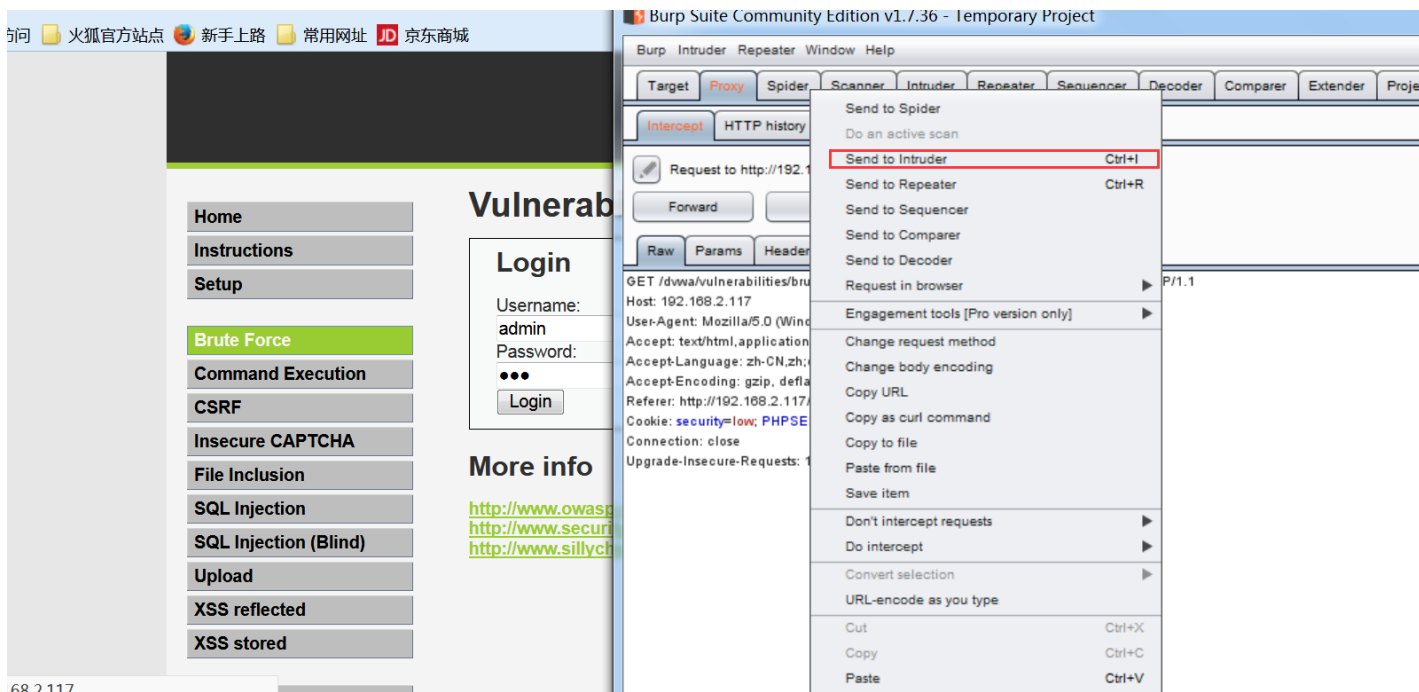 火狐官方站点 新手上路 常用网址 JD 京东商城
Home
Instructions
Setup
Brute Force
Command Execution
CSRF
Insecure CAPTCHA
File Inclusion
SQL Injection
SQL Injection (Blind)
Upload
XSS reflected
XSS stored
68.2.117
Vulnerab
Login
Username:
admin
Password:
•••
Login
More info
http://www.owasp
http://www.securi
http://www.sillych
Burp Suite Community Edition v1.7.36 - Temporary Project
Burp Intruder Repeater Window Help
Target Proxy Spider Scanner Intruder Repeater Sequencer Decoder Comparer Extender Proje
Intercept HTTP history
Request to http://192.1
Forward
Raw Params Header
GET /dvwa/vulnerabilities/bru P/1.1
Host: 192.168.2.117
User-Agent: Mozilla/5.0 (Wind
Accept: text/html,application
Accept-Language: zh-CN,zh;
Accept-Encoding: gzip, defla
Referer: http://192.168.2.117/
Cookie: security=low; PHPSE
Connection: close
Upgrade-Insecure-Requests: 1
Send to Spider
Do an active scan
Send to Intruder Ctrl+I
Send to Repeater Ctrl+R
Send to Sequencer
Send to Comparer
Send to Decoder
Request in browser
Engagement tools [Pro version only]
Change request method
Change body encoding
Copy URL
Copy as curl command
Copy to file
Paste from file
Save item
Don't intercept requests
Do intercept
Convert selection
URL-encode as you type
Cut Ctrl+X
Copy Ctrl+C
Paste Ctrl+V